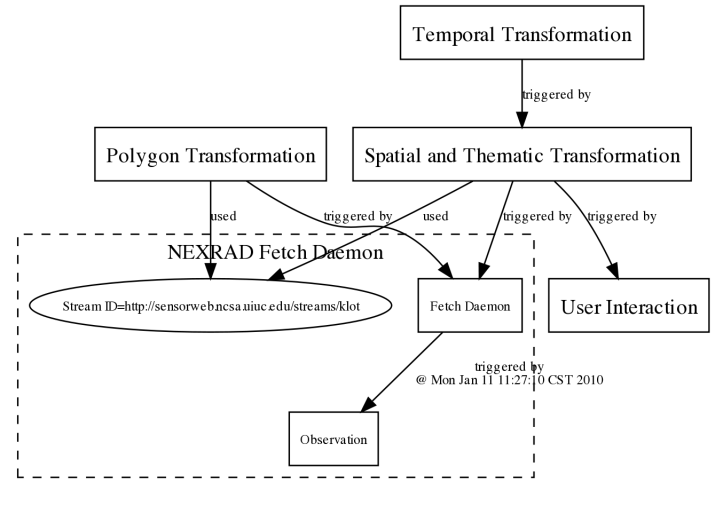 Temporal Transformation
triggered by
Polygon Transformation
Spatial and Thematic Transformation
used
triggered by
used
triggered by
triggered by
NEXRAD Fetch Daemon
Stream ID=http://sensorweb.ncsa.uiuc.edu/streams/klot
Fetch Daemon
User Interaction
triggered by
@ Mon Jan 11 11:27:10 CST 2010
Observation